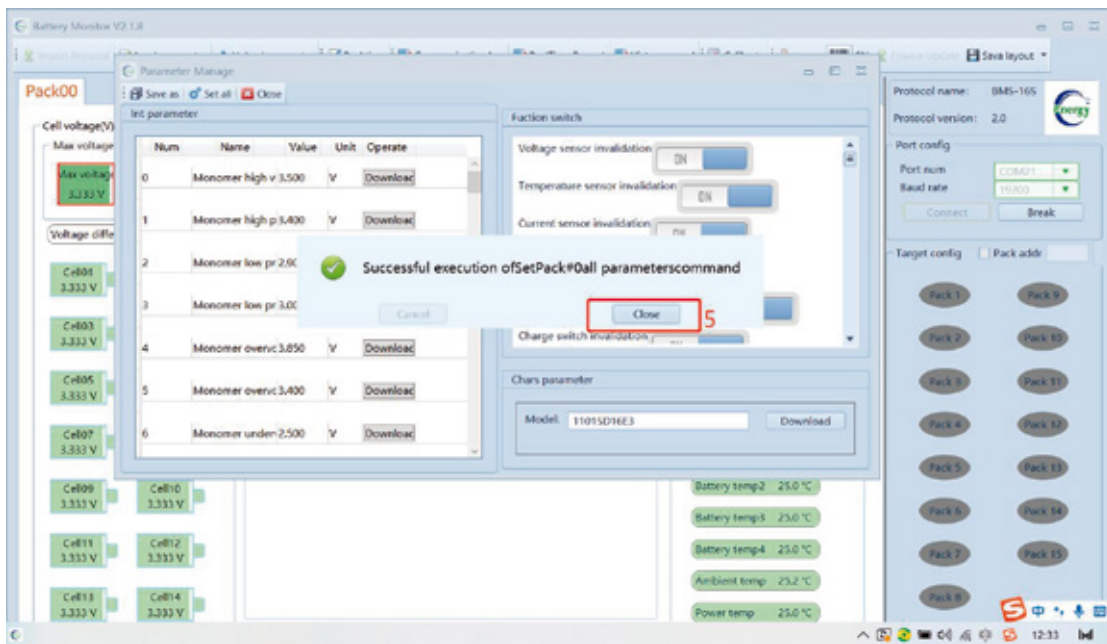 Battery Monitor V2.1.8
Save layout
Parameter Manage
Save as Set all Close
Pack00
Int parameter
Fuction switch
Protocol name: BMS-16S
Protocol version: 2.0
Energy
Cell voltage(V)
Max voltage
Max voltage
3.333 V
Voltage diffe
Num Name Value Unit Operate
0 Monomer high v 3.500 V Download
1 Monomer high p 3.400 V Download
2 Monomer low pr 2.90
3 Monomer low pr 3.00
4 Monomer overvc 3.850 V Download
5 Monomer overvc 3.400 V Download
6 Monomer under 2.500 V Download
Voltage sensor invalidation ON
Temperature sensor invalidation ON
Current sensor invalidation
Charge switch invalidation
Successful execution ofSetPack#0all parameterscommand
Cancel Close 5
Chars parameter
Model 11015D16E3 Download
Port config
Port num COM21
Baud rate 19200
Connect Break
Target config Pack addr
Pack 1 Pack 9
Pack 2 Pack 10
Pack 3 Pack 11
Pack 4 Pack 12
Pack 5 Pack 13
Pack 6 Pack 14
Pack 7 Pack 15
Pack 8
Cell01
3.333 V
Cell03
3.333 V
Cell05
3.333 V
Cell07
3.333 V
Cell09 Cell10
3.333 V 3.333 V
Cell11 Cell12
3.333 V 3.333 V
Cell13 Cell14
3.333 V 3.333 V
Battery temp2 25.0 ℃
Battery temp3 25.0 ℃
Battery temp4 25.0 ℃
Ambient temp 25.2 ℃
Power temp 25.0 ℃
中
12:33